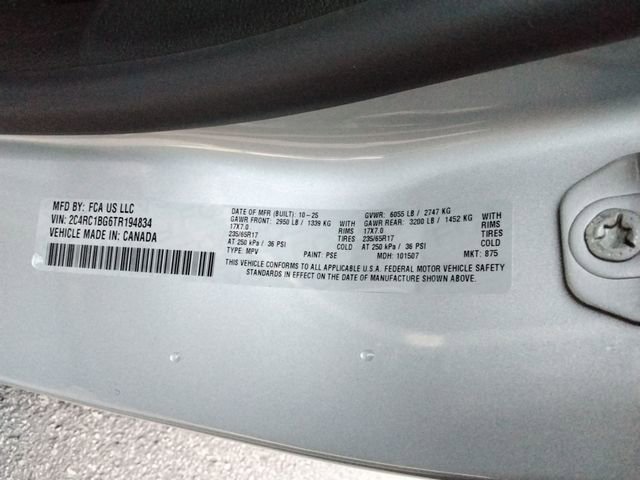 MFD BY: FCA US LLC
VIN: 2C4RC1BG6TR194834
VEHICLE MADE IN: CANADA
DATE OF MFR (BUILT): 10-25 GVWR: 6055 LB / 2747 KG
GAWR FRONT: 2950 LB / 1339 KG WITH GAWR REAR: 3200 LB / 1452 KG WITH
17X7.0 RIMS 17X7.0 RIMS
235/65R17 TIRES 235/65R17 TIRES
AT 250 kPa / 36 PSI COLD AT 250 kPa / 36 PSI COLD
TYPE: MPV PAINT: PSE MDH: 101507 MKT: 875
THIS VEHICLE CONFORMS TO ALL APPLICABLE U.S.A. FEDERAL MOTOR VEHICLE SAFETY
STANDARDS IN EFFECT ON THE DATE OF MANUFACTURE SHOWN ABOVE.